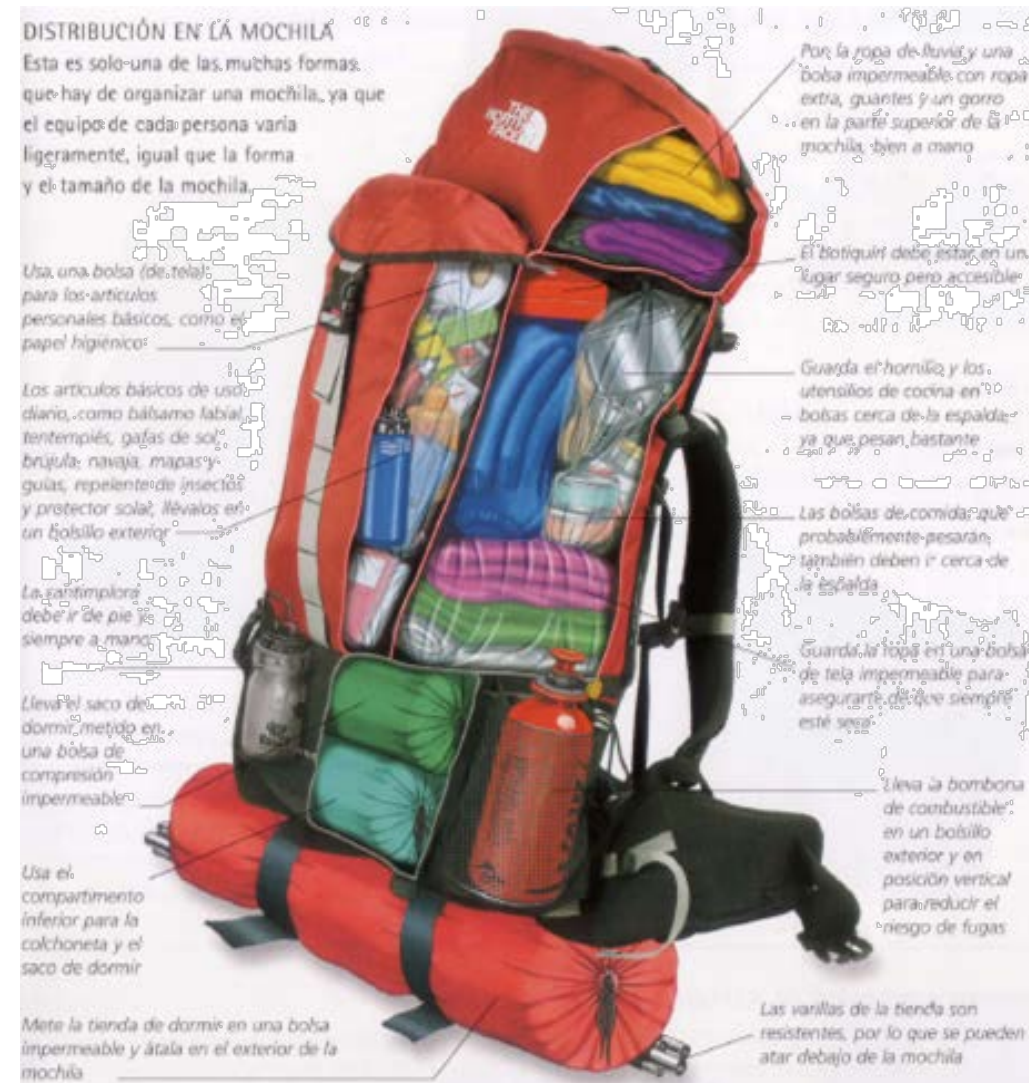 DISTRIBUCIÓN EN LA MOCHILA
Esta es solo una de las muchas formas
que hay de organizar una mochila, ya que
el equipo de cada persona varía
ligeramente, igual que la forma
y el tamaño de la mochila.
Usa una bolsa (de tela)
para los artículos
personales básicos, como el
papel higiénico
Los artículos básicos de uso
diario, como bálsamo labial,
tentempiés, gafas de sol,
brújula, navaja, mapas y
guías, repelente de insectos
y protector solar, llévalos en
un bolsillo exterior
La cantimplora
debe ir de pie y
siempre a mano
Lleva el saco de
dormir metido en
una bolsa de
compresión
impermeable
Usa el
compartimento
inferior para la
colchoneta y el
saco de dormir
Mete la tienda de dormir en una bolsa
impermeable y átala en el exterior de la
mochila
THE
NORTH
FACE
Pon la ropa de lluvia y una
bolsa impermeable con ropa
extra, guantes y un gorro
en la parte superior de la
mochila, bien a mano
El botiquín debe estar en un
lugar seguro pero accesible
Guarda el hornillo y los
utensilios de cocina en
bolsas cerca de la espalda,
ya que pesan bastante
Las bolsas de comida, que
probablemente pesarán,
también deben ir cerca de
la espalda
Guarda la ropa en una bolsa
de tela impermeable para
asegurarte de que siempre
esté seca
Lleva la bombona
de combustible
en un bolsillo
exterior y en
posición vertical
para reducir el
riesgo de fugas
Las varillas de la tienda son
resistentes, por lo que se pueden
atar debajo de la mochila